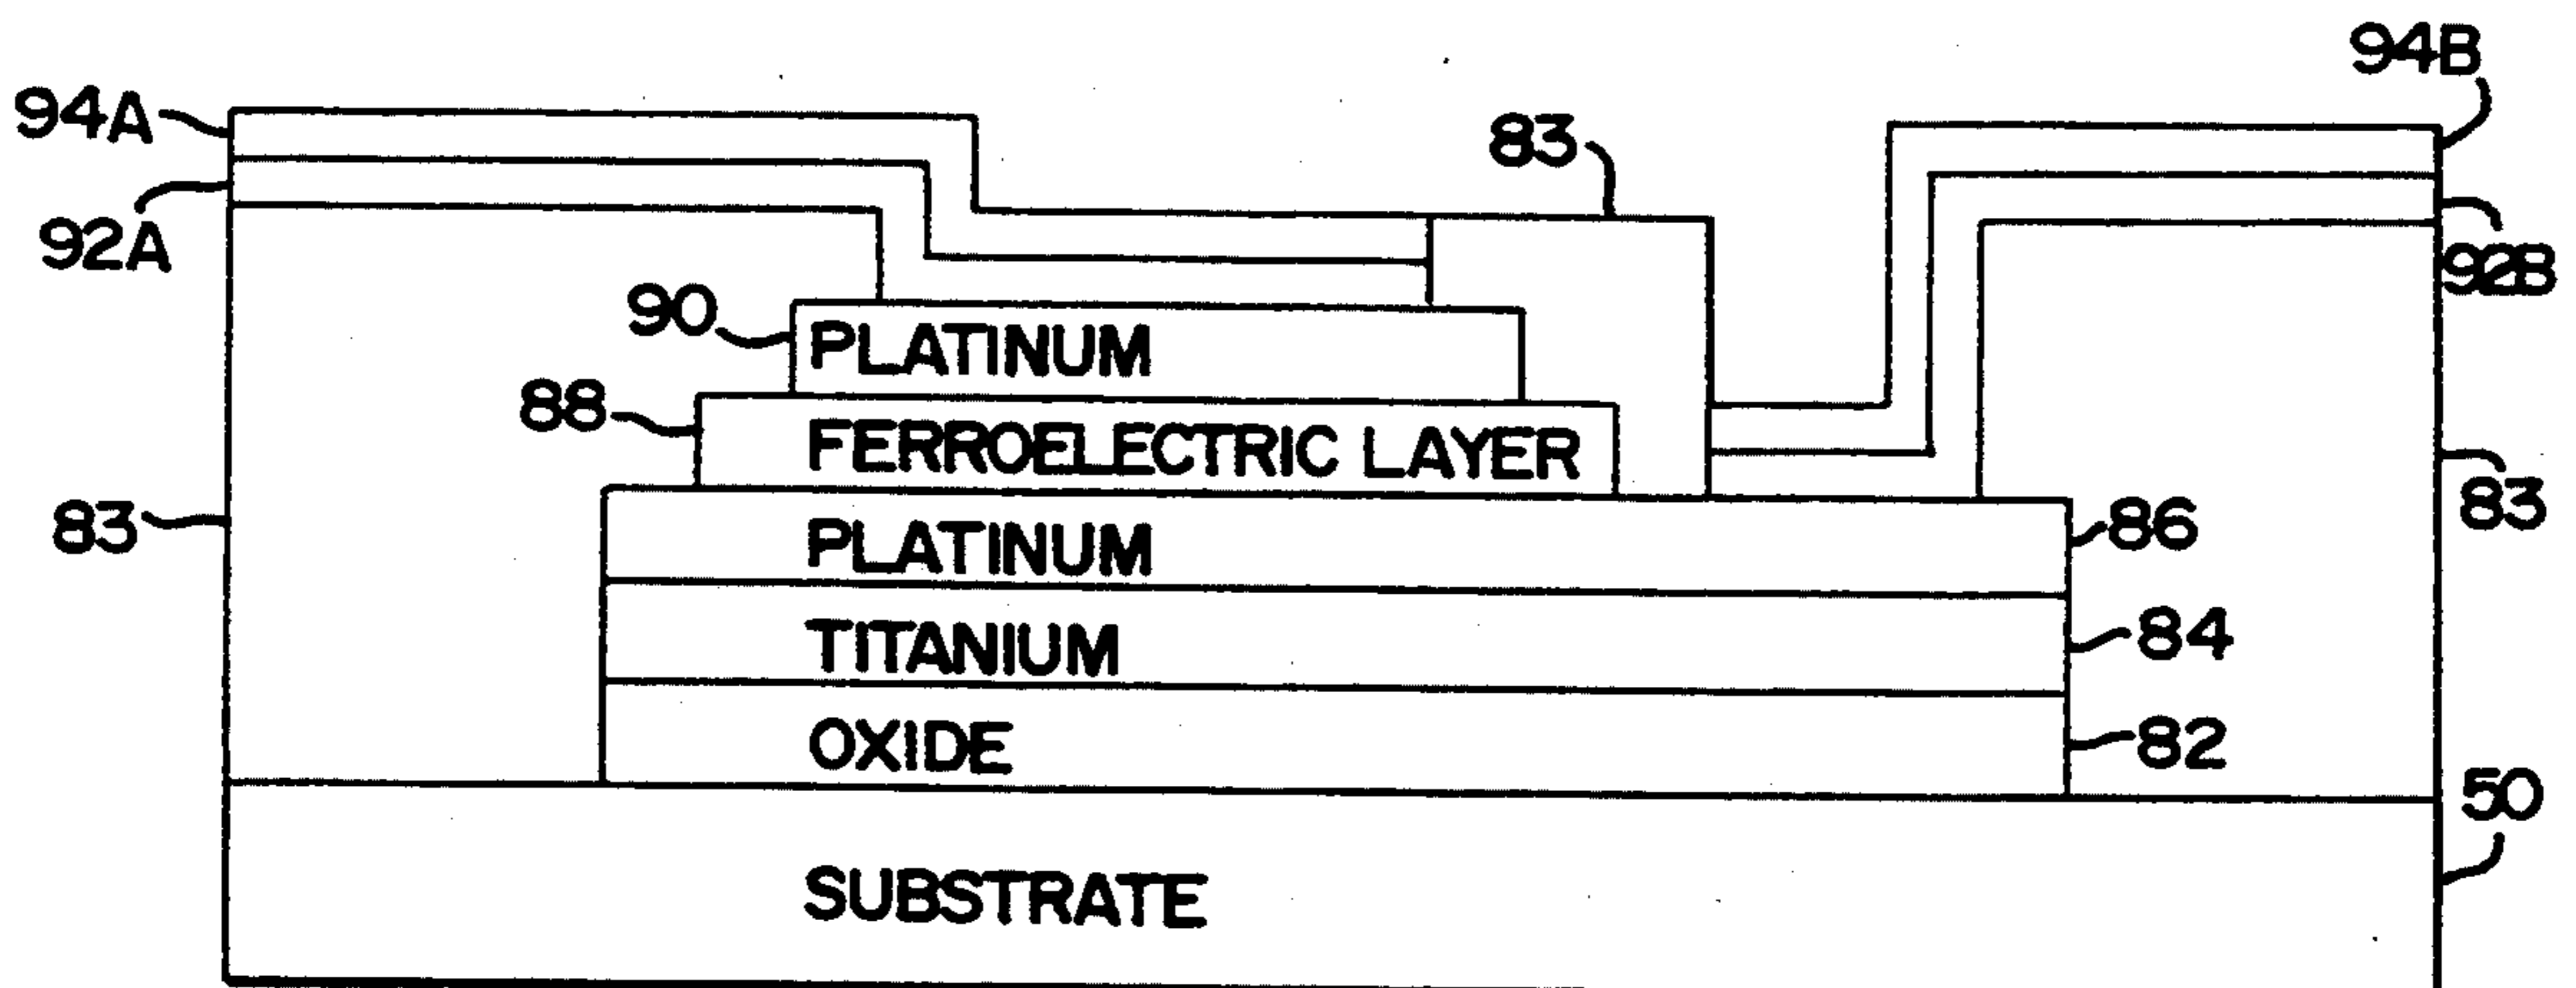 94B
94A
83
92A
92B
90
PLATINUM
88
FERROELECTRIC LAYER
83
83
PLATINUM
86
TITANIUM
84
OXIDE
82
50
SUBSTRATE